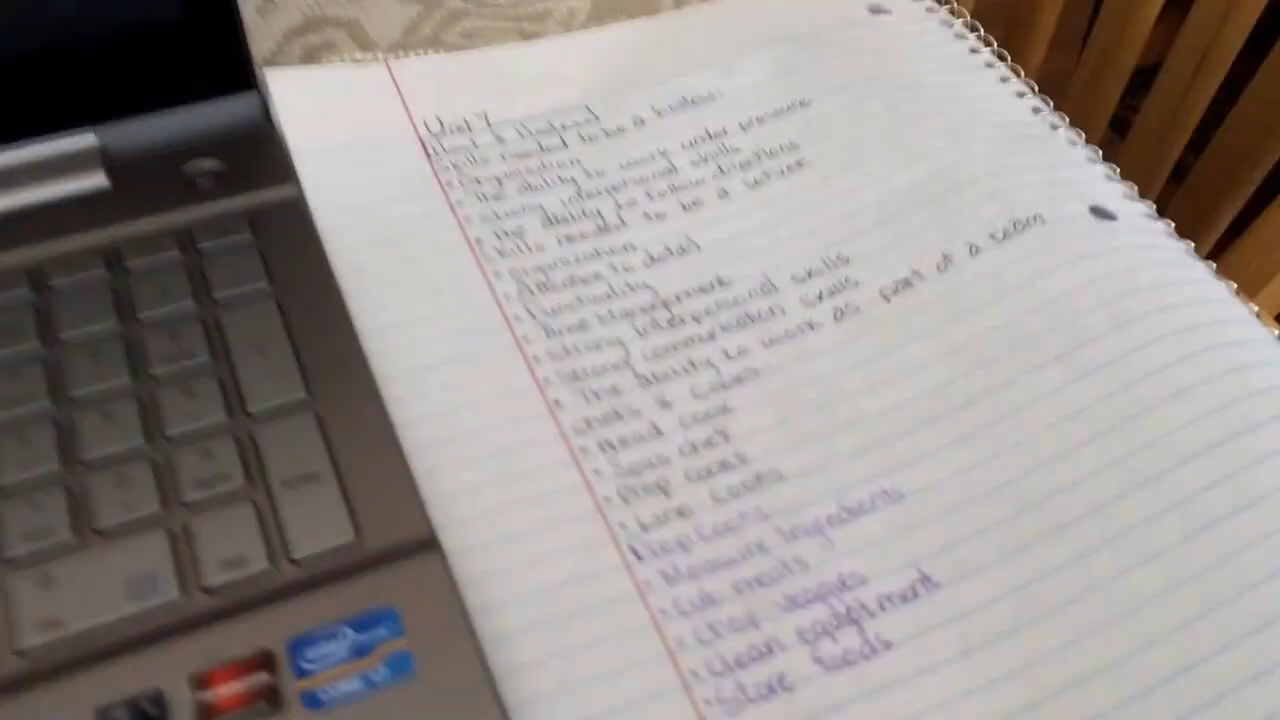 Unit 7
Skills needed to be a
• organization
• the ability to work under pressure
• strong interpersonal skills
• the ability to follow directions
Skills needed to be a server
• organization
• to detail
• punctuality
• time Management
• strong interpersonal skills
• strong communication skills
• The ability to work as part of a team
chefs & cooks
• Head cook
• Sous chef
• Prep cooks
• Line cooks
Prep Cooks
• Measure Ingredients
• Cut meats
• Chop veggies
• Clean equiptment
• Store foods
intel